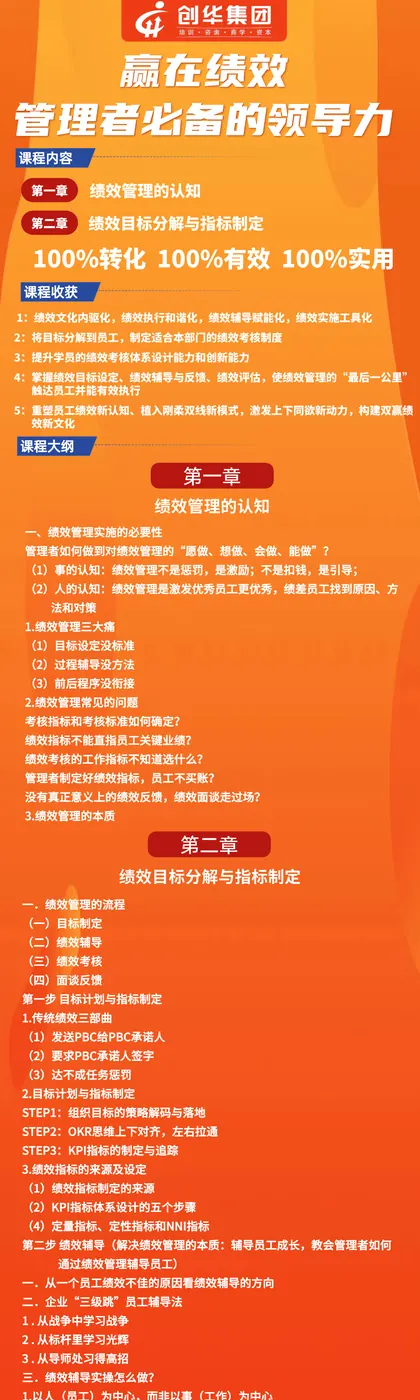 创华集团
培训·咨询·商学·资本
赢在绩效
管理者必备的领导力
课程内容
第一章 绩效管理的认知
第二章 绩效目标分解与指标制定
100%转化 100%有效 100%实用
课程收获
1：绩效文化内驱化，绩效执行和谐化，绩效辅导赋能化，绩效实施工具化
2：将目标分解到员工，制定适合本部门的绩效考核制度
3：提升学员的绩效考核体系设计能力和创新能力
4：掌握绩效目标设定、绩效辅导与反馈、绩效评估，使绩效管理的“最后一公里”
触达员工并能有效执行
5：重塑员工绩效新认知、植入刚柔双线新模式，激发上下同欲新动力，构建双赢绩
效新文化
课程大纲
第一章
绩效管理的认知
一、绩效管理实施的必要性
管理者如何做到对绩效管理的“愿做、想做、会做、能做”？
（1）事的认知：绩效管理不是惩罚，是激励；不是扣钱，是引导；
（2）人的认知：绩效管理是激发优秀员工更优秀，绩差员工找到原因、方
法和对策
1.绩效管理三大痛
（1）目标设定没标准
（2）过程辅导没方法
（3）前后程序没衔接
2.绩效管理常见的问题
考核指标和考核标准如何确定？
绩效指标不能直指员工关键业绩？
绩效考核的工作指标不知道选什么？
管理者制定好绩效指标，员工不买账？
没有真正意义上的绩效反馈，绩效面谈走过场？
3.绩效管理的本质
第二章
绩效目标分解与指标制定
一．绩效管理的流程
（一）目标制定
（二）绩效辅导
（三）绩效考核
（四）面谈反馈
第一步 目标计划与指标制定
1.传统绩效三部曲
（1）发送PBC给PBC承诺人
（2）要求PBC承诺人签字
（3）达不成任务惩罚
2.目标计划与指标制定
STEP1：组织目标的策略解码与落地
STEP2：OKR思维上下对齐，左右拉通
STEP3：KPI指标的制定与追踪
3.绩效指标的来源及设定
（1）绩效指标制定的来源
（2）KPI指标体系设计的五个步骤
（4）定量指标、定性指标和NNI指标
第二步 绩效辅导（解决绩效管理的本质：辅导员工成长，教会管理者如何
通过绩效管理辅导员工）
一．从一个员工绩效不佳的原因看绩效辅导的方向
二．企业“三级跳”员工辅导法
1 . 从战争中学习战争
2 . 从标杆里学习光辉
3 . 从导师处习得高招
三．绩效辅导实操怎么做？
1.以人（员工）为中心，而非以事（工作）为中心